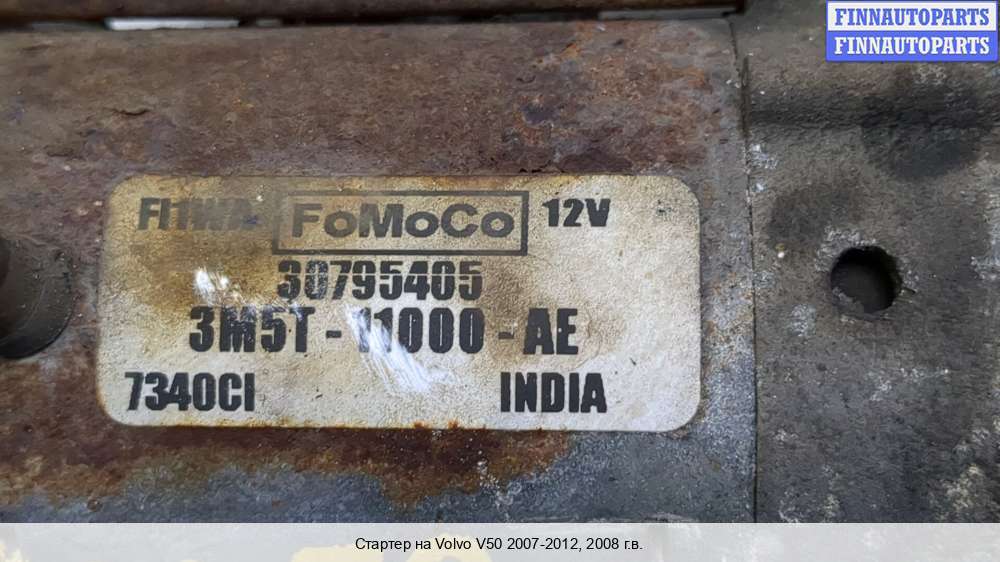 FINNAUTOPARTS
FINNAUTOPARTS
FoMoCo 12V
30795405
3M5T-11000-AE
7340CI INDIA
Стартер на Volvo V50 2007-2012, 2008 г.в.